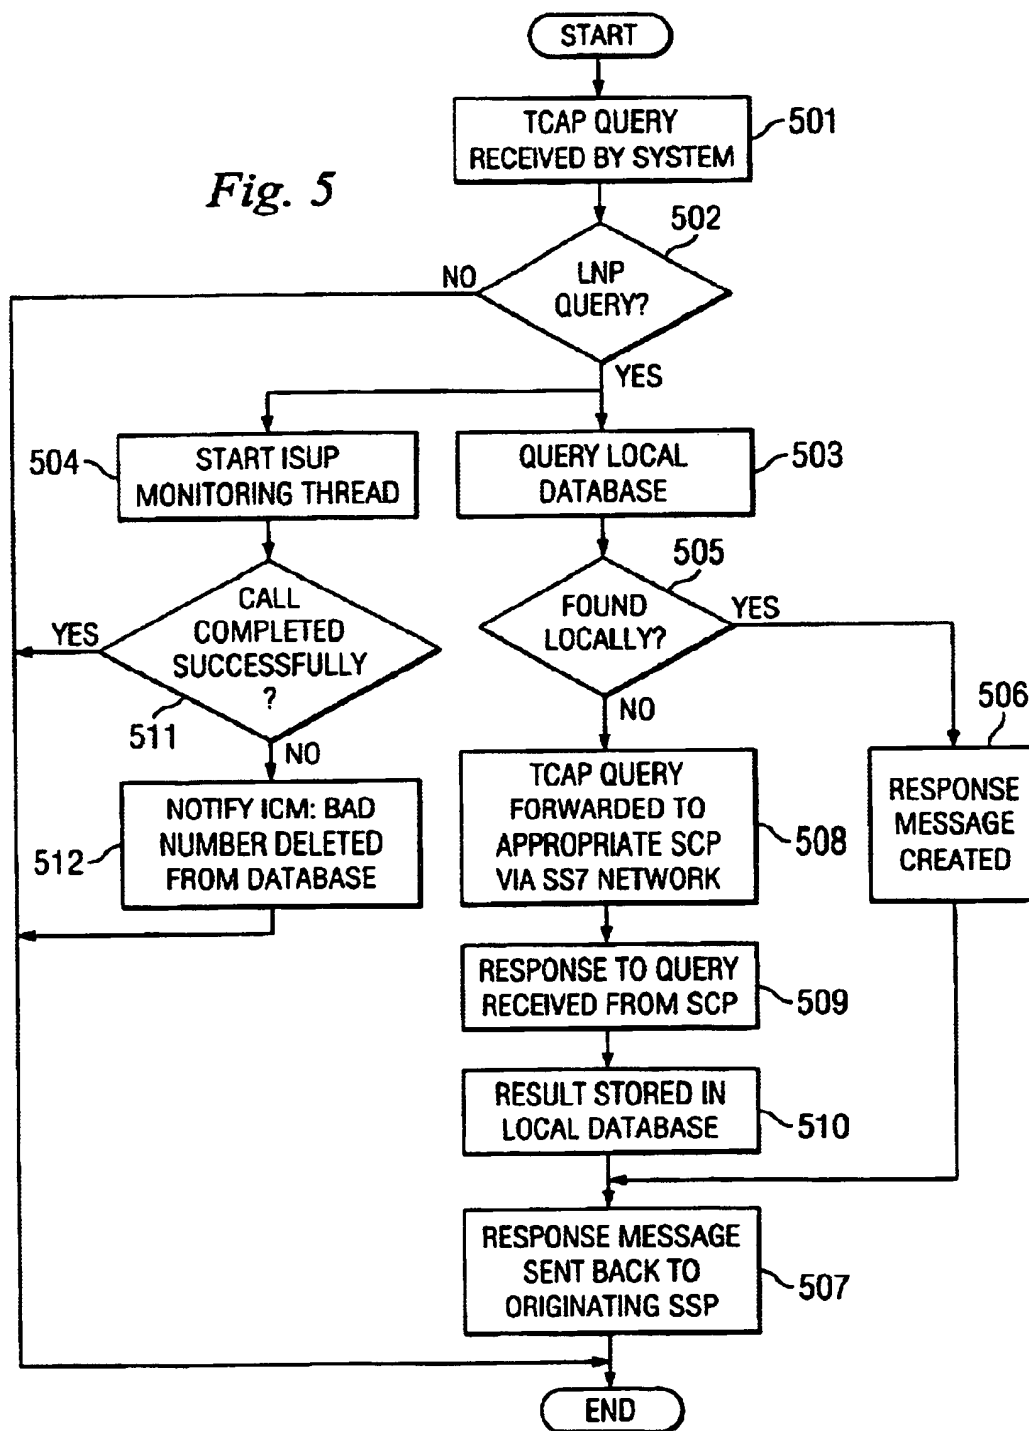 START
TCAP QUERY
RECEIVED BY SYSTEM
501
Fig. 5
502
LNP
QUERY?
NO
YES
504
START ISUP
MONITORING THREAD
QUERY LOCAL
DATABASE
503
505
CALL
COMPLETED
SUCCESSFULLY
?
YES
511
NO
FOUND
LOCALLY?
YES
NO
506
RESPONSE
MESSAGE
CREATED
512
NOTIFY ICM: BAD
NUMBER DELETED
FROM DATABASE
TCAP QUERY
FORWARDED TO
APPROPRIATE SCP
VIA SS7 NETWORK
508
RESPONSE TO QUERY
RECEIVED FROM SCP
509
RESULT STORED IN
LOCAL DATABASE
510
RESPONSE MESSAGE
SENT BACK TO
ORIGINATING SSP
507
END